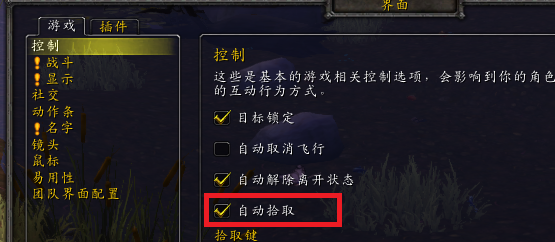 界面
游戏
插件
控制
战斗
显示
社交
动作条
名字
镜头
鼠标
易用性
团队界面配置
控制
这些是基本的游戏相关控制选项，会影响到你的角色
的互动行为方式。
目标锁定
自动取消飞行
自动解除离开状态
自动拾取
拾取键